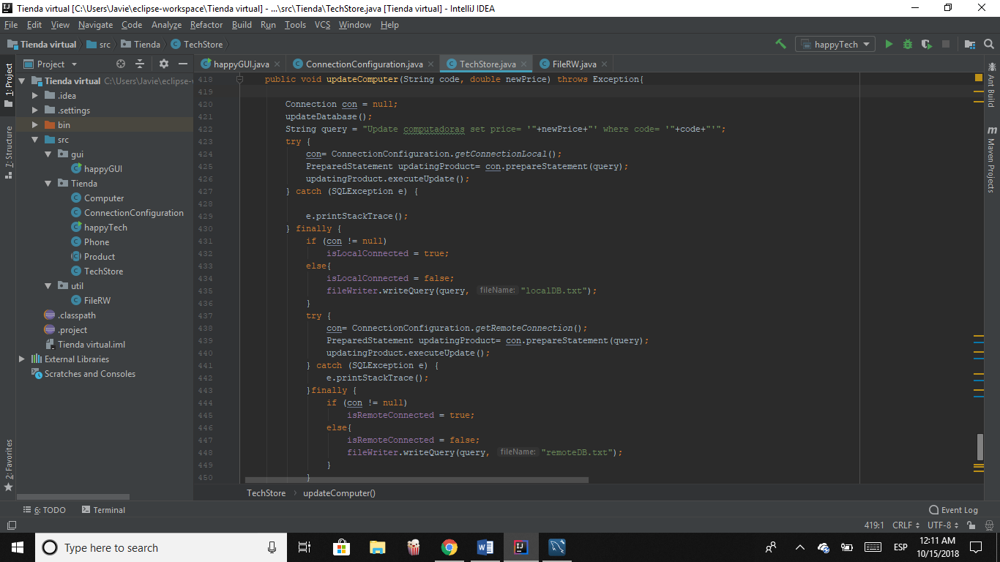 Tienda virtual [C:\Users\Javie\eclipse-workspace\Tienda virtual] - ...\src\Tienda\TechStore.java [Tienda virtual] - IntelliJ IDEA
File Edit View Navigate Code Analyze Refactor Build Run Tools VCS Window Help
Tienda virtual src Tienda TechStore happyTech
Project
happyGUI.java ConnectionConfiguration.java TechStore.java FileRW.java
1: Project
7: Structure
2: Favorites
Tienda virtual C:\Users\Javie\eclipse-
.idea
.settings
bin
src
gui
happyGUI
Tienda
Computer
ConnectionConfiguration
happyTech
Phone
Product
TechStore
util
FileRW
.classpath
.project
Tienda virtual.iml
External Libraries
Scratches and Consoles
418 public void updateComputer(String code, double newPrice) throws Exception{
419
420 Connection con = null;
421 updateDatabase();
422 String query = "Update computadoras set price= '"+newPrice+"' where code= '"+code+"'";
423 try {
424 con= ConnectionConfiguration.getConnectionLocal();
425 PreparedStatement updatingProduct= con.prepareStatement(query);
426 updatingProduct.executeUpdate();
427 } catch (SQLException e) {
428
429 e.printStackTrace();
430 } finally {
431 if (con != null)
432 isLocalConnected = true;
433 else{
434 isLocalConnected = false;
435 fileWriter.writeQuery(query, fileName: "localDB.txt");
436 }
437 try {
438 con= ConnectionConfiguration.getRemoteConnection();
439 PreparedStatement updatingProduct= con.prepareStatement(query);
440 updatingProduct.executeUpdate();
441 } catch (SQLException e) {
442 e.printStackTrace();
443 }finally {
444 if (con != null)
445 isRemoteConnected = true;
446 else{
447 isRemoteConnected = false;
448 fileWriter.writeQuery(query, fileName: "remoteDB.txt");
449 }
450 }
Ant Build
Maven Projects
TechStore updateComputer()
6: TODO Terminal Event Log
419:1 CRLF UTF-8
Type here to search ESP 12:11 AM
10/15/2018